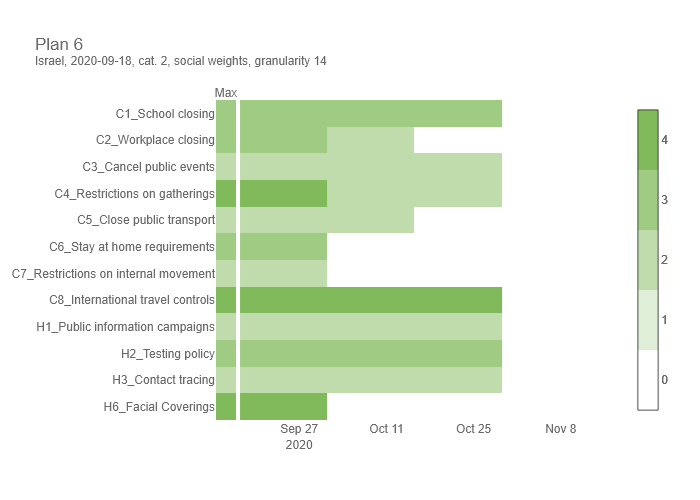 Plan 6
Israel, 2020-09-18, cat. 2, social weights, granularity 14
Max
C1_School closing
C2_Workplace closing
C3_Cancel public events
C4_Restrictions on gatherings
C5_Close public transport
C6_Stay at home requirements
C7_Restrictions on internal movement
C8_International travel controls
H1_Public information campaigns
H2_Testing policy
H3_Contact tracing
H6_Facial Coverings
Sep 27 Oct 11 Oct 25 Nov 8
2020
4
3
2
1
0